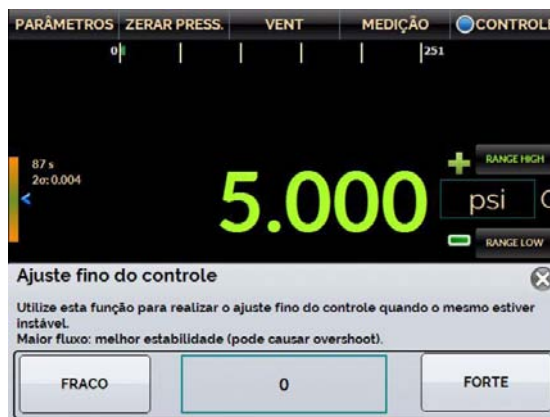 PARÂMETROS ZERAR PRESS. VENT MEDIÇÃO CONTROL
0 251
87 s
2σ: 0.004
RANGE HIGH
5.000 psi
RANGE LOW
Ajuste fino do controle
Utilize esta função para realizar o ajuste fino do controle quando o mesmo estiver
instável.
Maior fluxo: melhor estabilidade (pode causar overshoot).
FRACO 0 FORTE